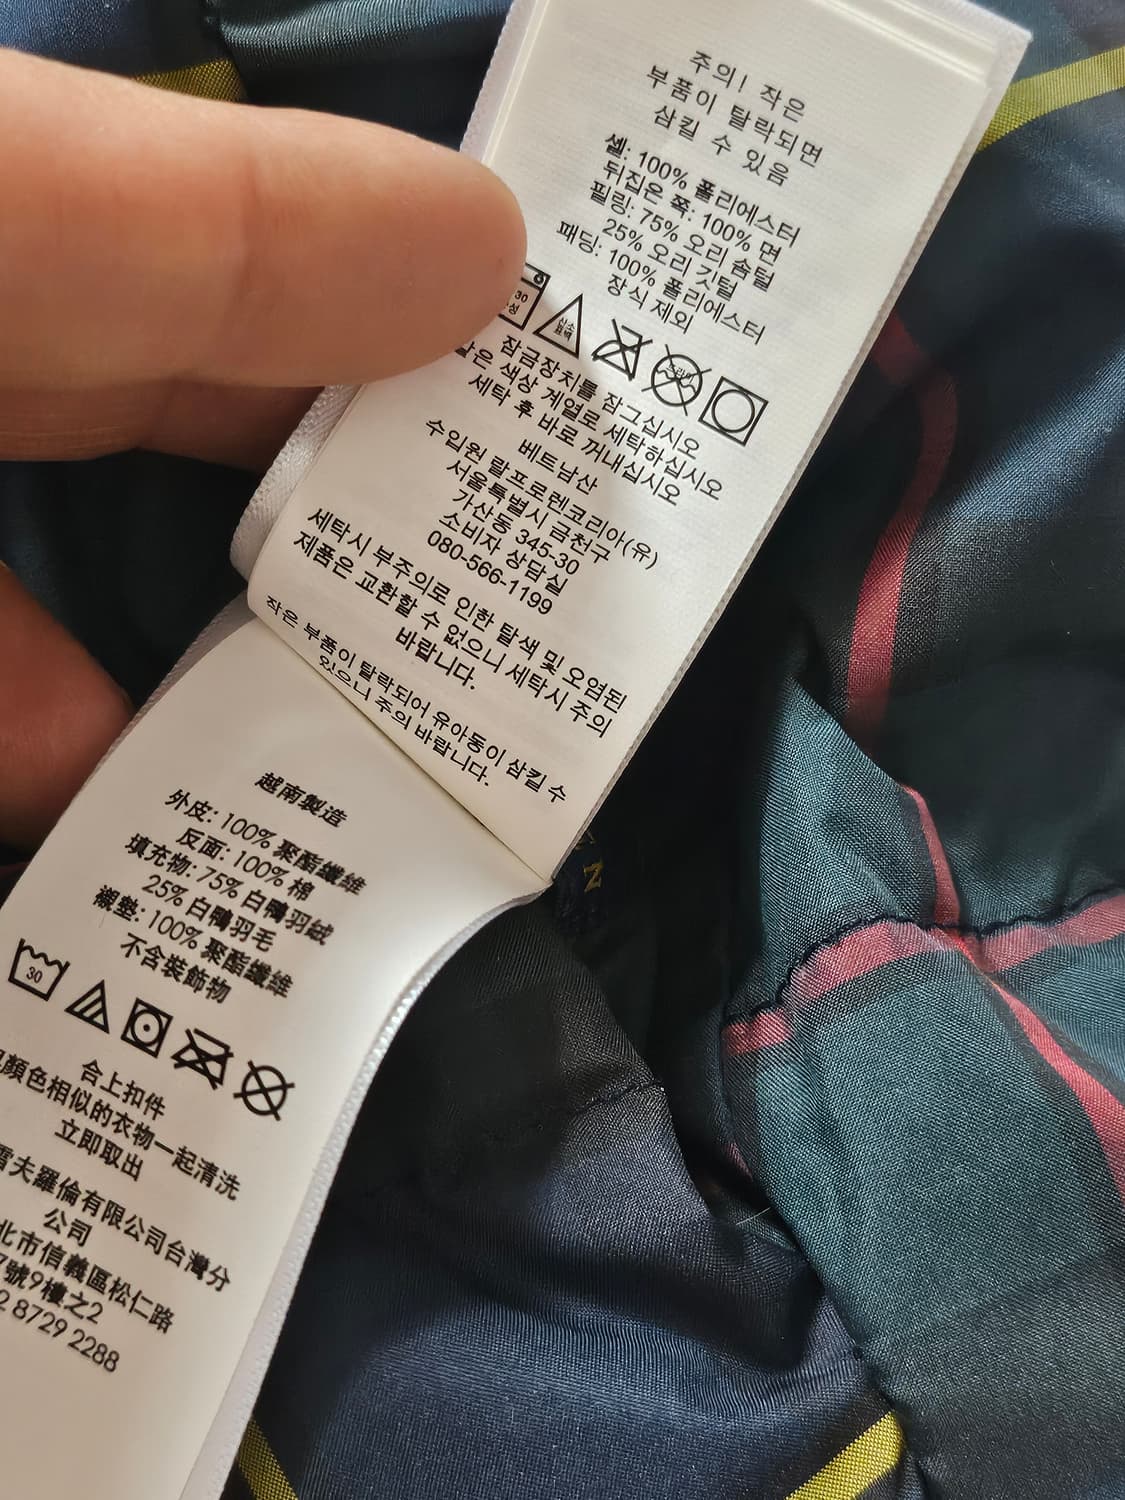 주의! 작은
부품이 탈락되면
삼킬 수 있음
셸: 100% 폴리에스터
뒤집은 쪽: 100% 면
필링: 75% 오리 솜털
25% 오리 깃털
패딩: 100% 폴리에스터
장식 제외
30
산소
표백
잠금장치를 잠그십시오
같은 색상 계열로 세탁하십시오
세탁 후 바로 꺼내십시오
베트남산
수입원 랄프로렌코리아(유)
서울특별시 금천구
가산동 345-30
소비자 상담실
080-566-1199
세탁시 부주의로 인한 탈색 및 오염된
제품은 교환할 수 없으니 세탁시 주의
바랍니다.
작은 부품이 탈락되어 유아동이 삼킬 수
있으니 주의 바랍니다.
越南製造
外皮: 100% 聚酯纖維
反面: 100% 棉
填充物: 75% 白鴨羽絨
25% 白鴨羽毛
襯墊: 100% 聚酯纖維
不含裝飾物
30
合上扣件
顏色相似的衣物一起清洗
立即取出
夫羅倫有限公司台灣分
公司
北市信義區松仁路
號9樓之2
2 8729 2288